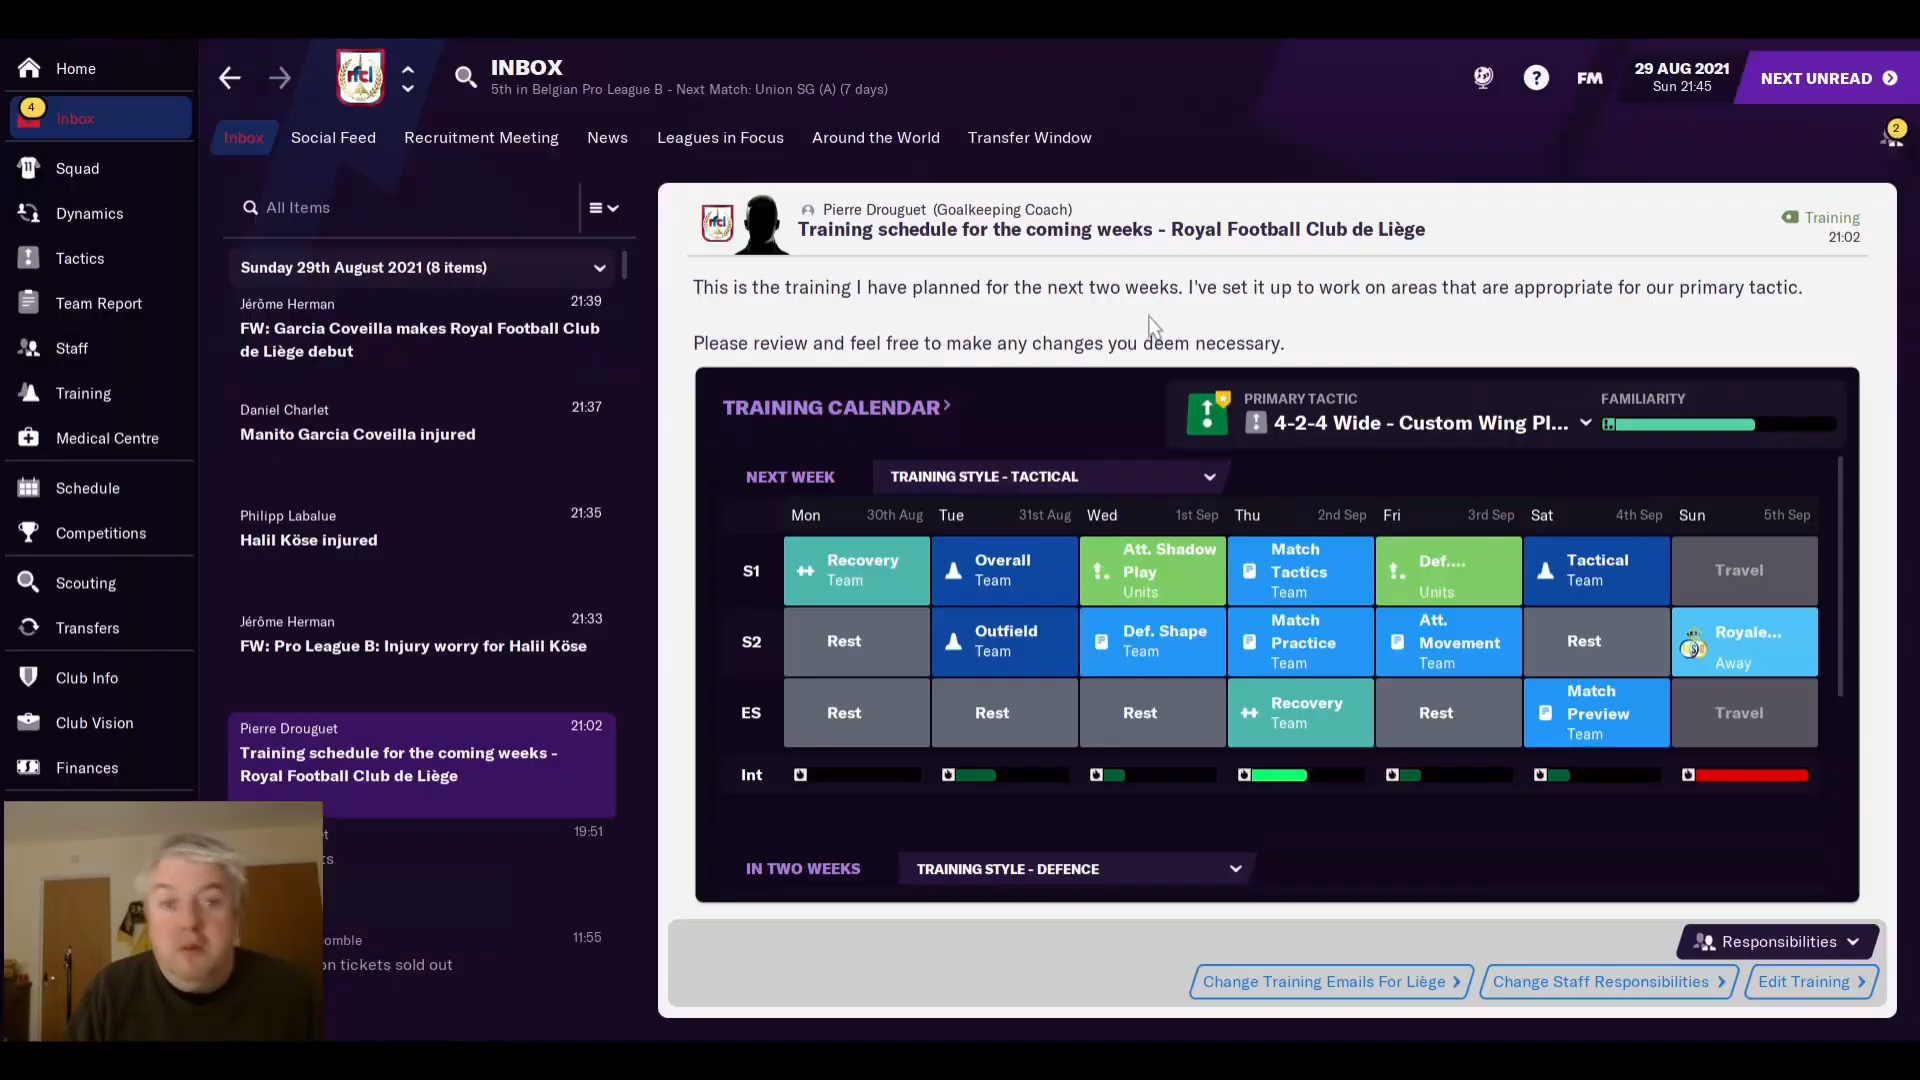 Home
4
Inbox
Squad
Dynamics
Tactics
Team Report
Staff
Training
Medical Centre
Schedule
Competitions
Scouting
Transfers
Club Info
Club Vision
Finances
rfcl
INBOX
5th in Belgian Pro League B - Next Match: Union SG (A) (7 days)
FM
29 AUG 2021
Sun 21:45
NEXT UNREAD
2
Inbox
Social Feed
Recruitment Meeting
News
Leagues in Focus
Around the World
Transfer Window
All Items
Sunday 29th August 2021 (8 items)
Jérôme Herman 21:39
FW: Garcia Coveilla makes Royal Football Club
de Liège debut
Daniel Charlet 21:37
Manito Garcia Coveilla injured
Philipp Labalue 21:35
Halil Köse injured
Jérôme Herman 21:33
FW: Pro League B: Injury worry for Halil Köse
Pierre Drouguet 21:02
Training schedule for the coming weeks -
Royal Football Club de Liège
19:51
11:55
on tickets sold out
Pierre Drouguet (Goalkeeping Coach)
Training schedule for the coming weeks - Royal Football Club de Liège
Training
21:02
This is the training I have planned for the next two weeks. I've set it up to work on areas that are appropriate for our primary tactic.
Please review and feel free to make any changes you deem necessary.
TRAINING CALENDAR
PRIMARY TACTIC
4-2-4 Wide - Custom Wing Pl...
FAMILIARITY
NEXT WEEK
TRAINING STYLE - TACTICAL
Mon 30th Aug Tue 31st Aug Wed 1st Sep Thu 2nd Sep Fri 3rd Sep Sat 4th Sep Sun 5th Sep
S1
Recovery
Team
Overall
Team
Att. Shadow
Play
Units
Match
Tactics
Team
Def....
Units
Tactical
Team
Travel
S2
Rest
Outfield
Team
Def. Shape
Team
Match
Practice
Team
Att.
Movement
Team
Rest
Royale...
Away
ES
Rest
Rest
Rest
Recovery
Team
Rest
Match
Preview
Team
Travel
Int
IN TWO WEEKS
TRAINING STYLE - DEFENCE
Responsibilities
Change Training Emails For Liège
Change Staff Responsibilities
Edit Training